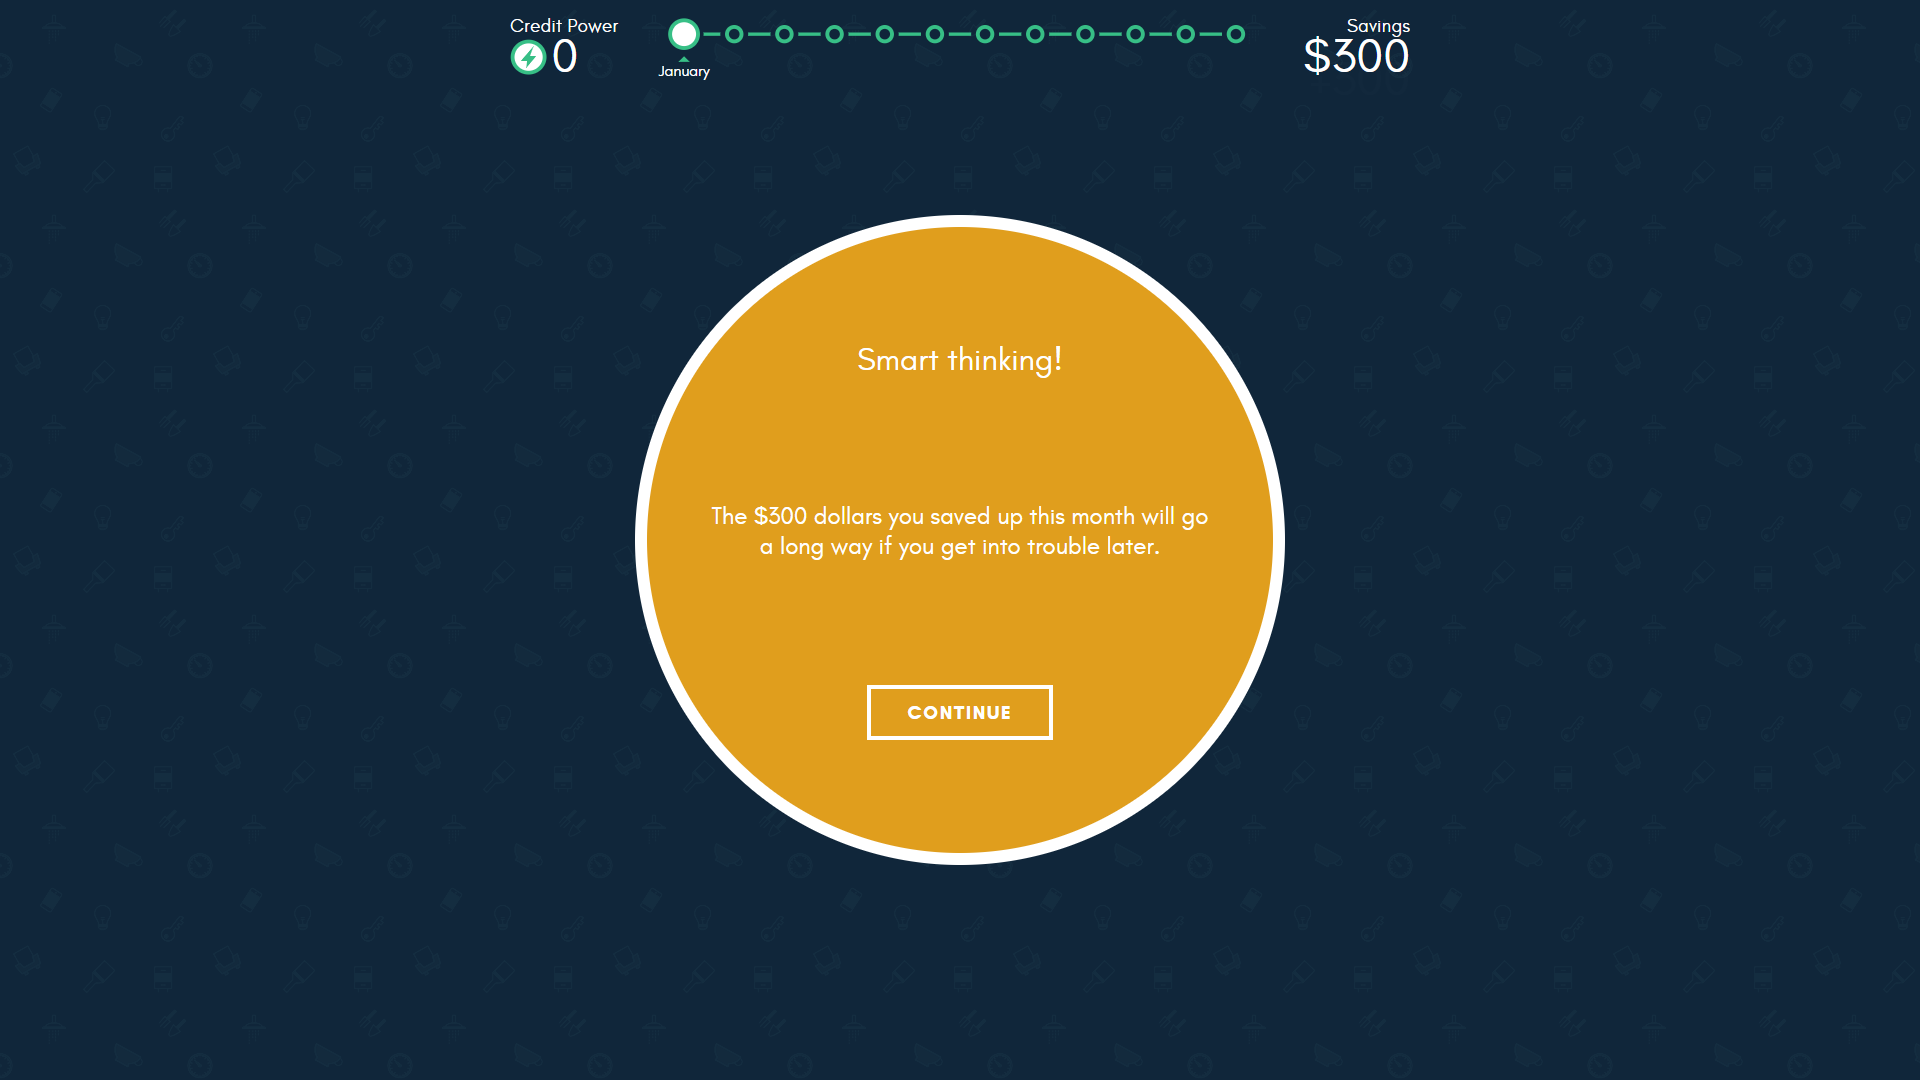 Credit Power
0
January
Savings
$300
Smart thinking!
The $300 dollars you saved up this month will go
a long way if you get into trouble later.
CONTINUE